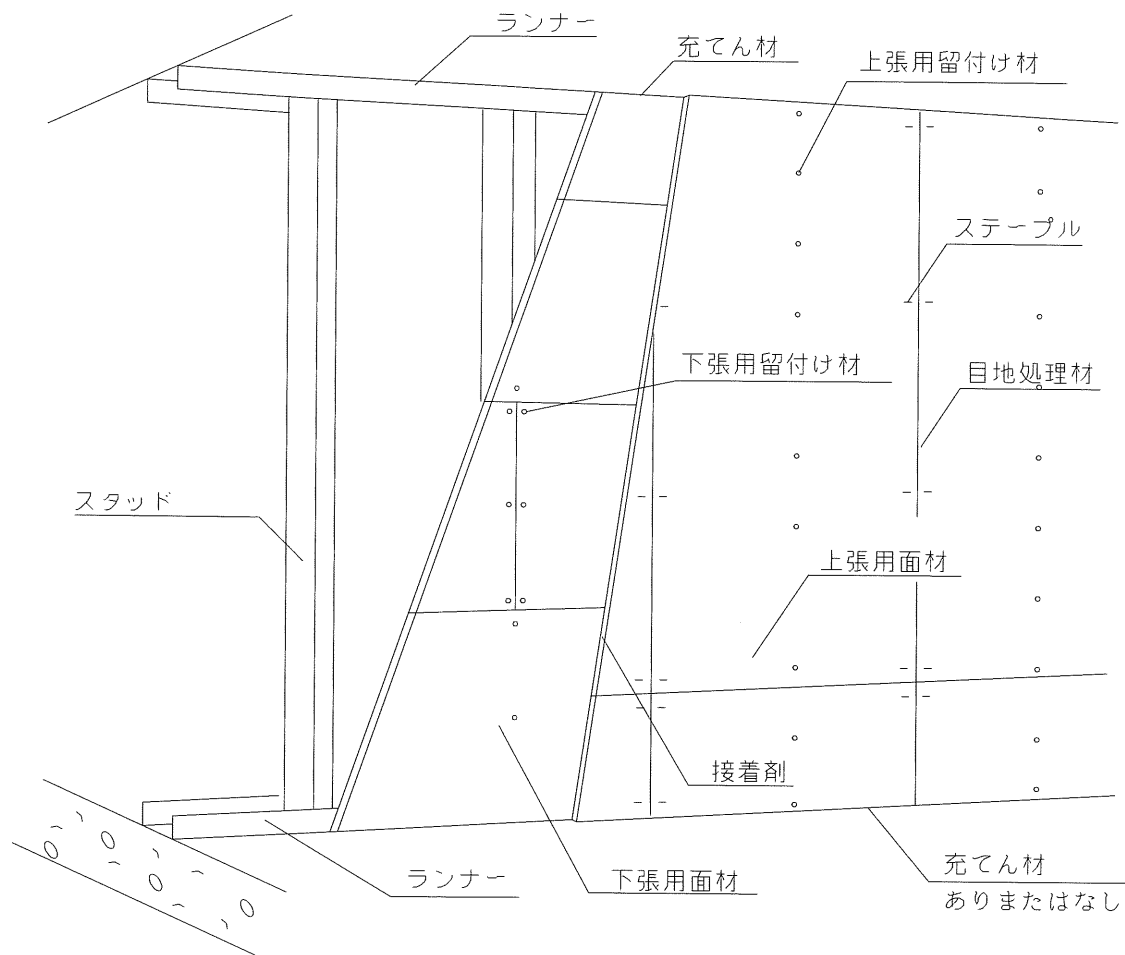 ランナー
充てん材
上張用留付け材
ステープル
下張用留付け材
目地処理材
スタッド
上張用面材
接着剤
ランナー
下張用面材
充てん材
ありまたはなし